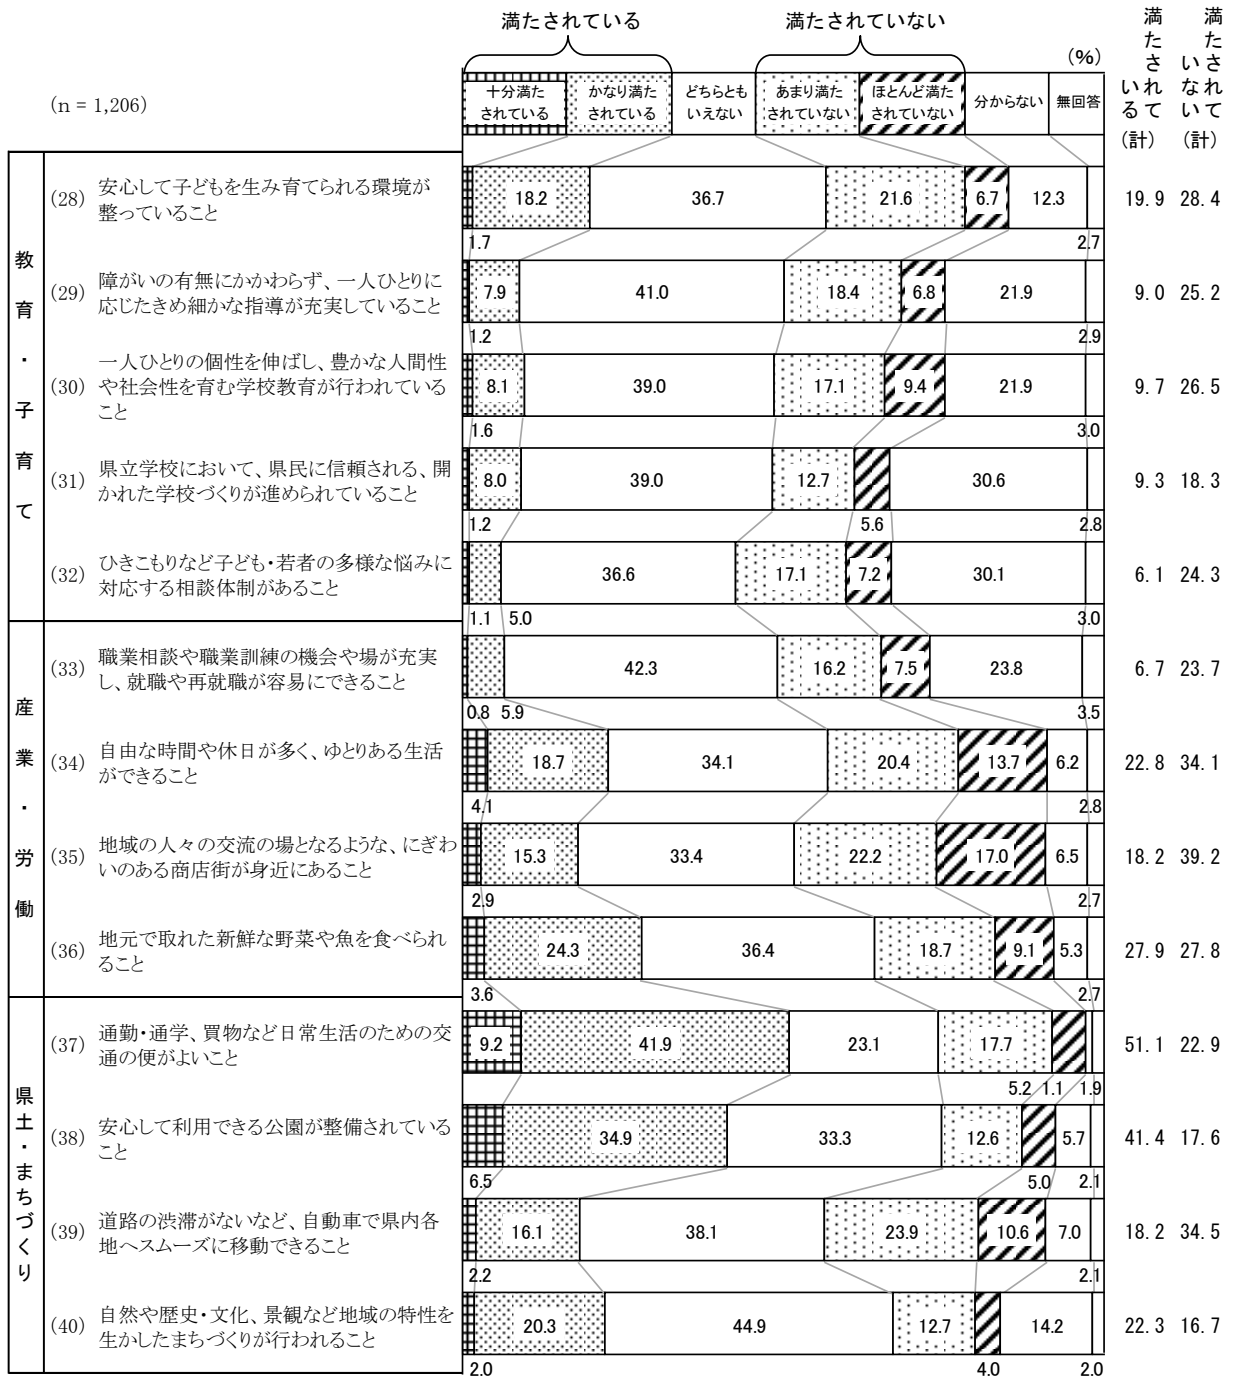 満たされている
満たされていない
満たされている(計)
満たされていない(計)
(%)
(n = 1,206)
十分満たされている
かなり満たされている
どちらともいえない
あまり満たされていない
ほとんど満たされていない
分からない
無回答
教育・子育て
(28) 安心して子どもを生み育てられる環境が
整っていること
18.2 36.7 21.6 6.7 12.3 19.9 28.4
1.7 2.7
(29) 障がいの有無にかかわらず、一人ひとりに
応じたきめ細かな指導が充実していること
7.9 41.0 18.4 6.8 21.9 9.0 25.2
1.2 2.9
(30) 一人ひとりの個性を伸ばし、豊かな人間性
や社会性を育む学校教育が行われている
こと
8.1 39.0 17.1 9.4 21.9 9.7 26.5
1.6 3.0
(31) 県立学校において、県民に信頼される、開
かれた学校づくりが進められていること
8.0 39.0 12.7 30.6 9.3 18.3
1.2 5.6 2.8
(32) ひきこもりなど子ども・若者の多様な悩みに
対応する相談体制があること
36.6 17.1 7.2 30.1 6.1 24.3
1.1 5.0 3.0
産業・労働
(33) 職業相談や職業訓練の機会や場が充実
し、就職や再就職が容易にできること
42.3 16.2 7.5 23.8 6.7 23.7
0.8 5.9 3.5
(34) 自由な時間や休日が多く、ゆとりある生活
ができること
18.7 34.1 20.4 13.7 6.2 22.8 34.1
4.1 2.8
(35) 地域の人々の交流の場となるような、にぎわ
いのある商店街が身近にあること
15.3 33.4 22.2 17.0 6.5 18.2 39.2
2.9 2.7
(36) 地元で取れた新鮮な野菜や魚を食べられ
ること
24.3 36.4 18.7 9.1 5.3 27.9 27.8
3.6 2.7
県土・まちづくり
(37) 通勤・通学、買物など日常生活のための交
通の便がよいこと
9.2 41.9 23.1 17.7 51.1 22.9
5.2 1.1 1.9
(38) 安心して利用できる公園が整備されている
こと
34.9 33.3 12.6 5.7 41.4 17.6
6.5 5.0 2.1
(39) 道路の渋滞がないなど、自動車で県内各
地へスムーズに移動できること
16.1 38.1 23.9 10.6 7.0 18.2 34.5
2.2 2.1
(40) 自然や歴史・文化、景観など地域の特性を
生かしたまちづくりが行われること
20.3 44.9 12.7 14.2 22.3 16.7
2.0 4.0 2.0